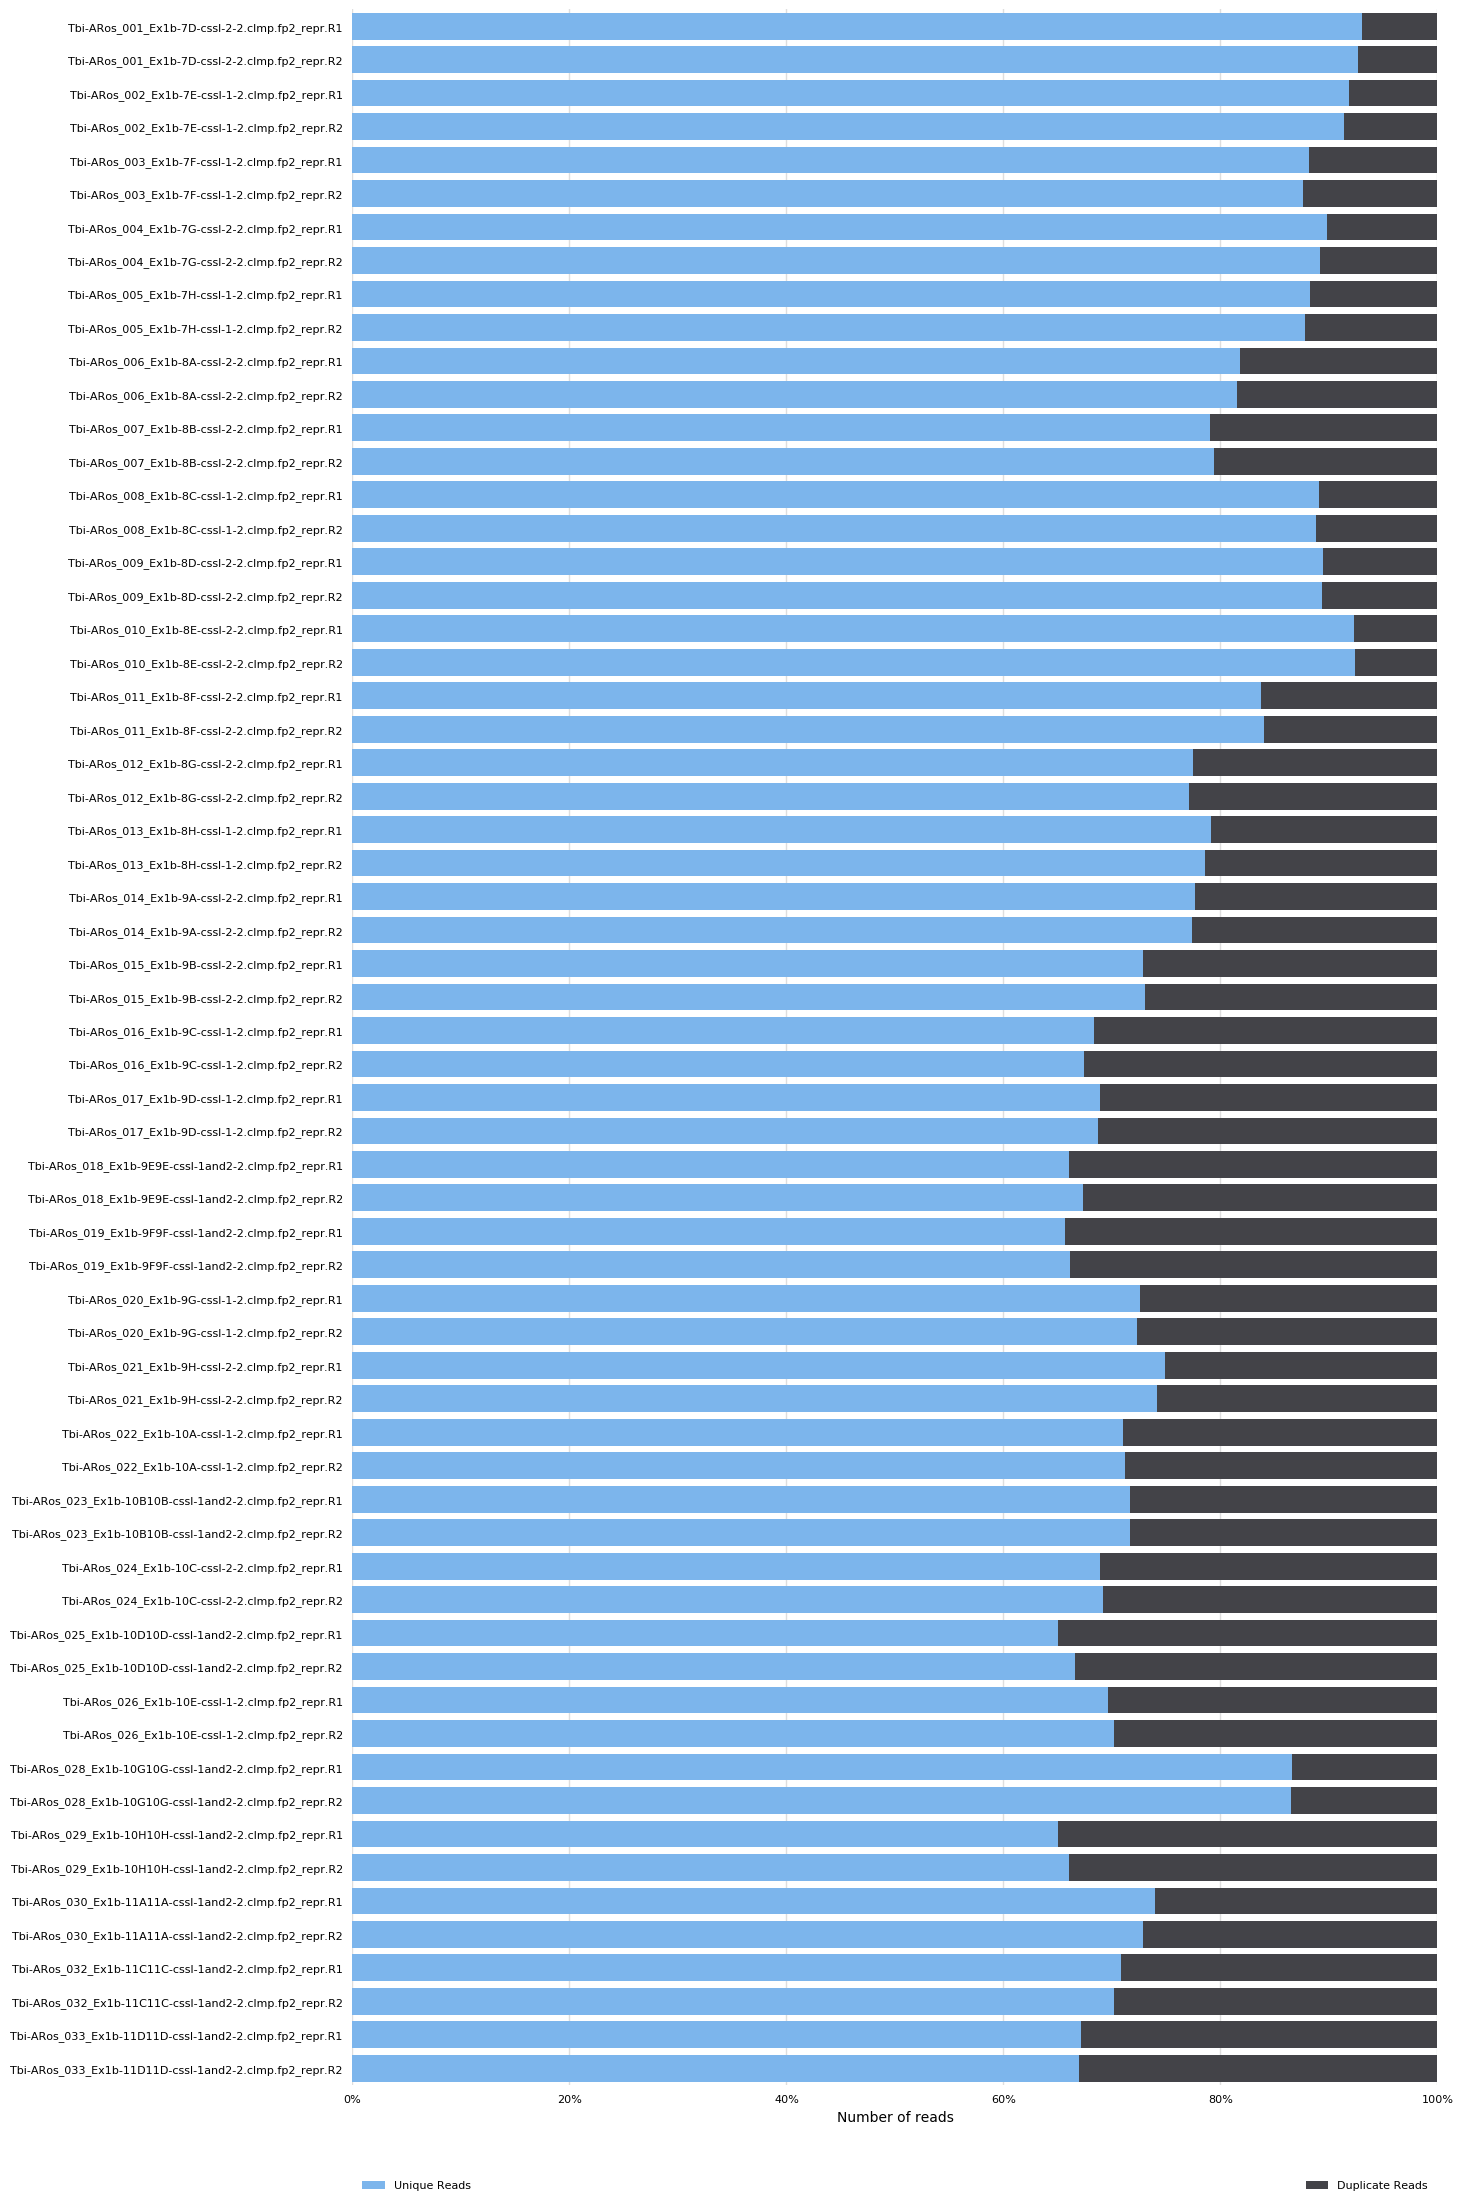 Tbi-ARos_001_Ex1b-7D-cssl-2-2.clmp.fp2_repr.R1
Tbi-ARos_001_Ex1b-7D-cssl-2-2.clmp.fp2_repr.R2
Tbi-ARos_002_Ex1b-7E-cssl-1-2.clmp.fp2_repr.R1
Tbi-ARos_002_Ex1b-7E-cssl-1-2.clmp.fp2_repr.R2
Tbi-ARos_003_Ex1b-7F-cssl-1-2.clmp.fp2_repr.R1
Tbi-ARos_003_Ex1b-7F-cssl-1-2.clmp.fp2_repr.R2
Tbi-ARos_004_Ex1b-7G-cssl-2-2.clmp.fp2_repr.R1
Tbi-ARos_004_Ex1b-7G-cssl-2-2.clmp.fp2_repr.R2
Tbi-ARos_005_Ex1b-7H-cssl-1-2.clmp.fp2_repr.R1
Tbi-ARos_005_Ex1b-7H-cssl-1-2.clmp.fp2_repr.R2
Tbi-ARos_006_Ex1b-8A-cssl-2-2.clmp.fp2_repr.R1
Tbi-ARos_006_Ex1b-8A-cssl-2-2.clmp.fp2_repr.R2
Tbi-ARos_007_Ex1b-8B-cssl-2-2.clmp.fp2_repr.R1
Tbi-ARos_007_Ex1b-8B-cssl-2-2.clmp.fp2_repr.R2
Tbi-ARos_008_Ex1b-8C-cssl-1-2.clmp.fp2_repr.R1
Tbi-ARos_008_Ex1b-8C-cssl-1-2.clmp.fp2_repr.R2
Tbi-ARos_009_Ex1b-8D-cssl-2-2.clmp.fp2_repr.R1
Tbi-ARos_009_Ex1b-8D-cssl-2-2.clmp.fp2_repr.R2
Tbi-ARos_010_Ex1b-8E-cssl-2-2.clmp.fp2_repr.R1
Tbi-ARos_010_Ex1b-8E-cssl-2-2.clmp.fp2_repr.R2
Tbi-ARos_011_Ex1b-8F-cssl-2-2.clmp.fp2_repr.R1
Tbi-ARos_011_Ex1b-8F-cssl-2-2.clmp.fp2_repr.R2
Tbi-ARos_012_Ex1b-8G-cssl-2-2.clmp.fp2_repr.R1
Tbi-ARos_012_Ex1b-8G-cssl-2-2.clmp.fp2_repr.R2
Tbi-ARos_013_Ex1b-8H-cssl-1-2.clmp.fp2_repr.R1
Tbi-ARos_013_Ex1b-8H-cssl-1-2.clmp.fp2_repr.R2
Tbi-ARos_014_Ex1b-9A-cssl-2-2.clmp.fp2_repr.R1
Tbi-ARos_014_Ex1b-9A-cssl-2-2.clmp.fp2_repr.R2
Tbi-ARos_015_Ex1b-9B-cssl-2-2.clmp.fp2_repr.R1
Tbi-ARos_015_Ex1b-9B-cssl-2-2.clmp.fp2_repr.R2
Tbi-ARos_016_Ex1b-9C-cssl-1-2.clmp.fp2_repr.R1
Tbi-ARos_016_Ex1b-9C-cssl-1-2.clmp.fp2_repr.R2
Tbi-ARos_017_Ex1b-9D-cssl-1-2.clmp.fp2_repr.R1
Tbi-ARos_017_Ex1b-9D-cssl-1-2.clmp.fp2_repr.R2
Tbi-ARos_018_Ex1b-9E9E-cssl-1and2-2.clmp.fp2_repr.R1
Tbi-ARos_018_Ex1b-9E9E-cssl-1and2-2.clmp.fp2_repr.R2
Tbi-ARos_019_Ex1b-9F9F-cssl-1and2-2.clmp.fp2_repr.R1
Tbi-ARos_019_Ex1b-9F9F-cssl-1and2-2.clmp.fp2_repr.R2
Tbi-ARos_020_Ex1b-9G-cssl-1-2.clmp.fp2_repr.R1
Tbi-ARos_020_Ex1b-9G-cssl-1-2.clmp.fp2_repr.R2
Tbi-ARos_021_Ex1b-9H-cssl-2-2.clmp.fp2_repr.R1
Tbi-ARos_021_Ex1b-9H-cssl-2-2.clmp.fp2_repr.R2
Tbi-ARos_022_Ex1b-10A-cssl-1-2.clmp.fp2_repr.R1
Tbi-ARos_022_Ex1b-10A-cssl-1-2.clmp.fp2_repr.R2
Tbi-ARos_023_Ex1b-10B10B-cssl-1and2-2.clmp.fp2_repr.R1
Tbi-ARos_023_Ex1b-10B10B-cssl-1and2-2.clmp.fp2_repr.R2
Tbi-ARos_024_Ex1b-10C-cssl-2-2.clmp.fp2_repr.R1
Tbi-ARos_024_Ex1b-10C-cssl-2-2.clmp.fp2_repr.R2
Tbi-ARos_025_Ex1b-10D10D-cssl-1and2-2.clmp.fp2_repr.R1
Tbi-ARos_025_Ex1b-10D10D-cssl-1and2-2.clmp.fp2_repr.R2
Tbi-ARos_026_Ex1b-10E-cssl-1-2.clmp.fp2_repr.R1
Tbi-ARos_026_Ex1b-10E-cssl-1-2.clmp.fp2_repr.R2
Tbi-ARos_028_Ex1b-10G10G-cssl-1and2-2.clmp.fp2_repr.R1
Tbi-ARos_028_Ex1b-10G10G-cssl-1and2-2.clmp.fp2_repr.R2
Tbi-ARos_029_Ex1b-10H10H-cssl-1and2-2.clmp.fp2_repr.R1
Tbi-ARos_029_Ex1b-10H10H-cssl-1and2-2.clmp.fp2_repr.R2
Tbi-ARos_030_Ex1b-11A11A-cssl-1and2-2.clmp.fp2_repr.R1
Tbi-ARos_030_Ex1b-11A11A-cssl-1and2-2.clmp.fp2_repr.R2
Tbi-ARos_032_Ex1b-11C11C-cssl-1and2-2.clmp.fp2_repr.R1
Tbi-ARos_032_Ex1b-11C11C-cssl-1and2-2.clmp.fp2_repr.R2
Tbi-ARos_033_Ex1b-11D11D-cssl-1and2-2.clmp.fp2_repr.R1
Tbi-ARos_033_Ex1b-11D11D-cssl-1and2-2.clmp.fp2_repr.R2
0% 20% 40% 60% 80% 100%
Number of reads
Unique Reads Duplicate Reads